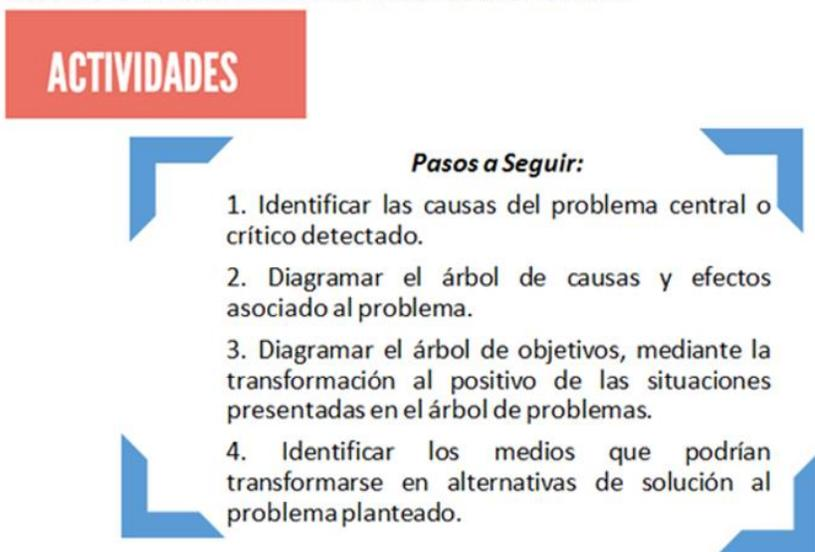 ACTIVIDADES
Pasos a Seguir:
1. Identificar las causas del problema central o
crítico detectado.
2. Diagramar el árbol de causas y efectos
asociado al problema.
3. Diagramar el árbol de objetivos, mediante la
transformación al positivo de las situaciones
presentadas en el árbol de problemas.
4. Identificar los medios que podrían
transformarse en alternativas de solución al
problema planteado.